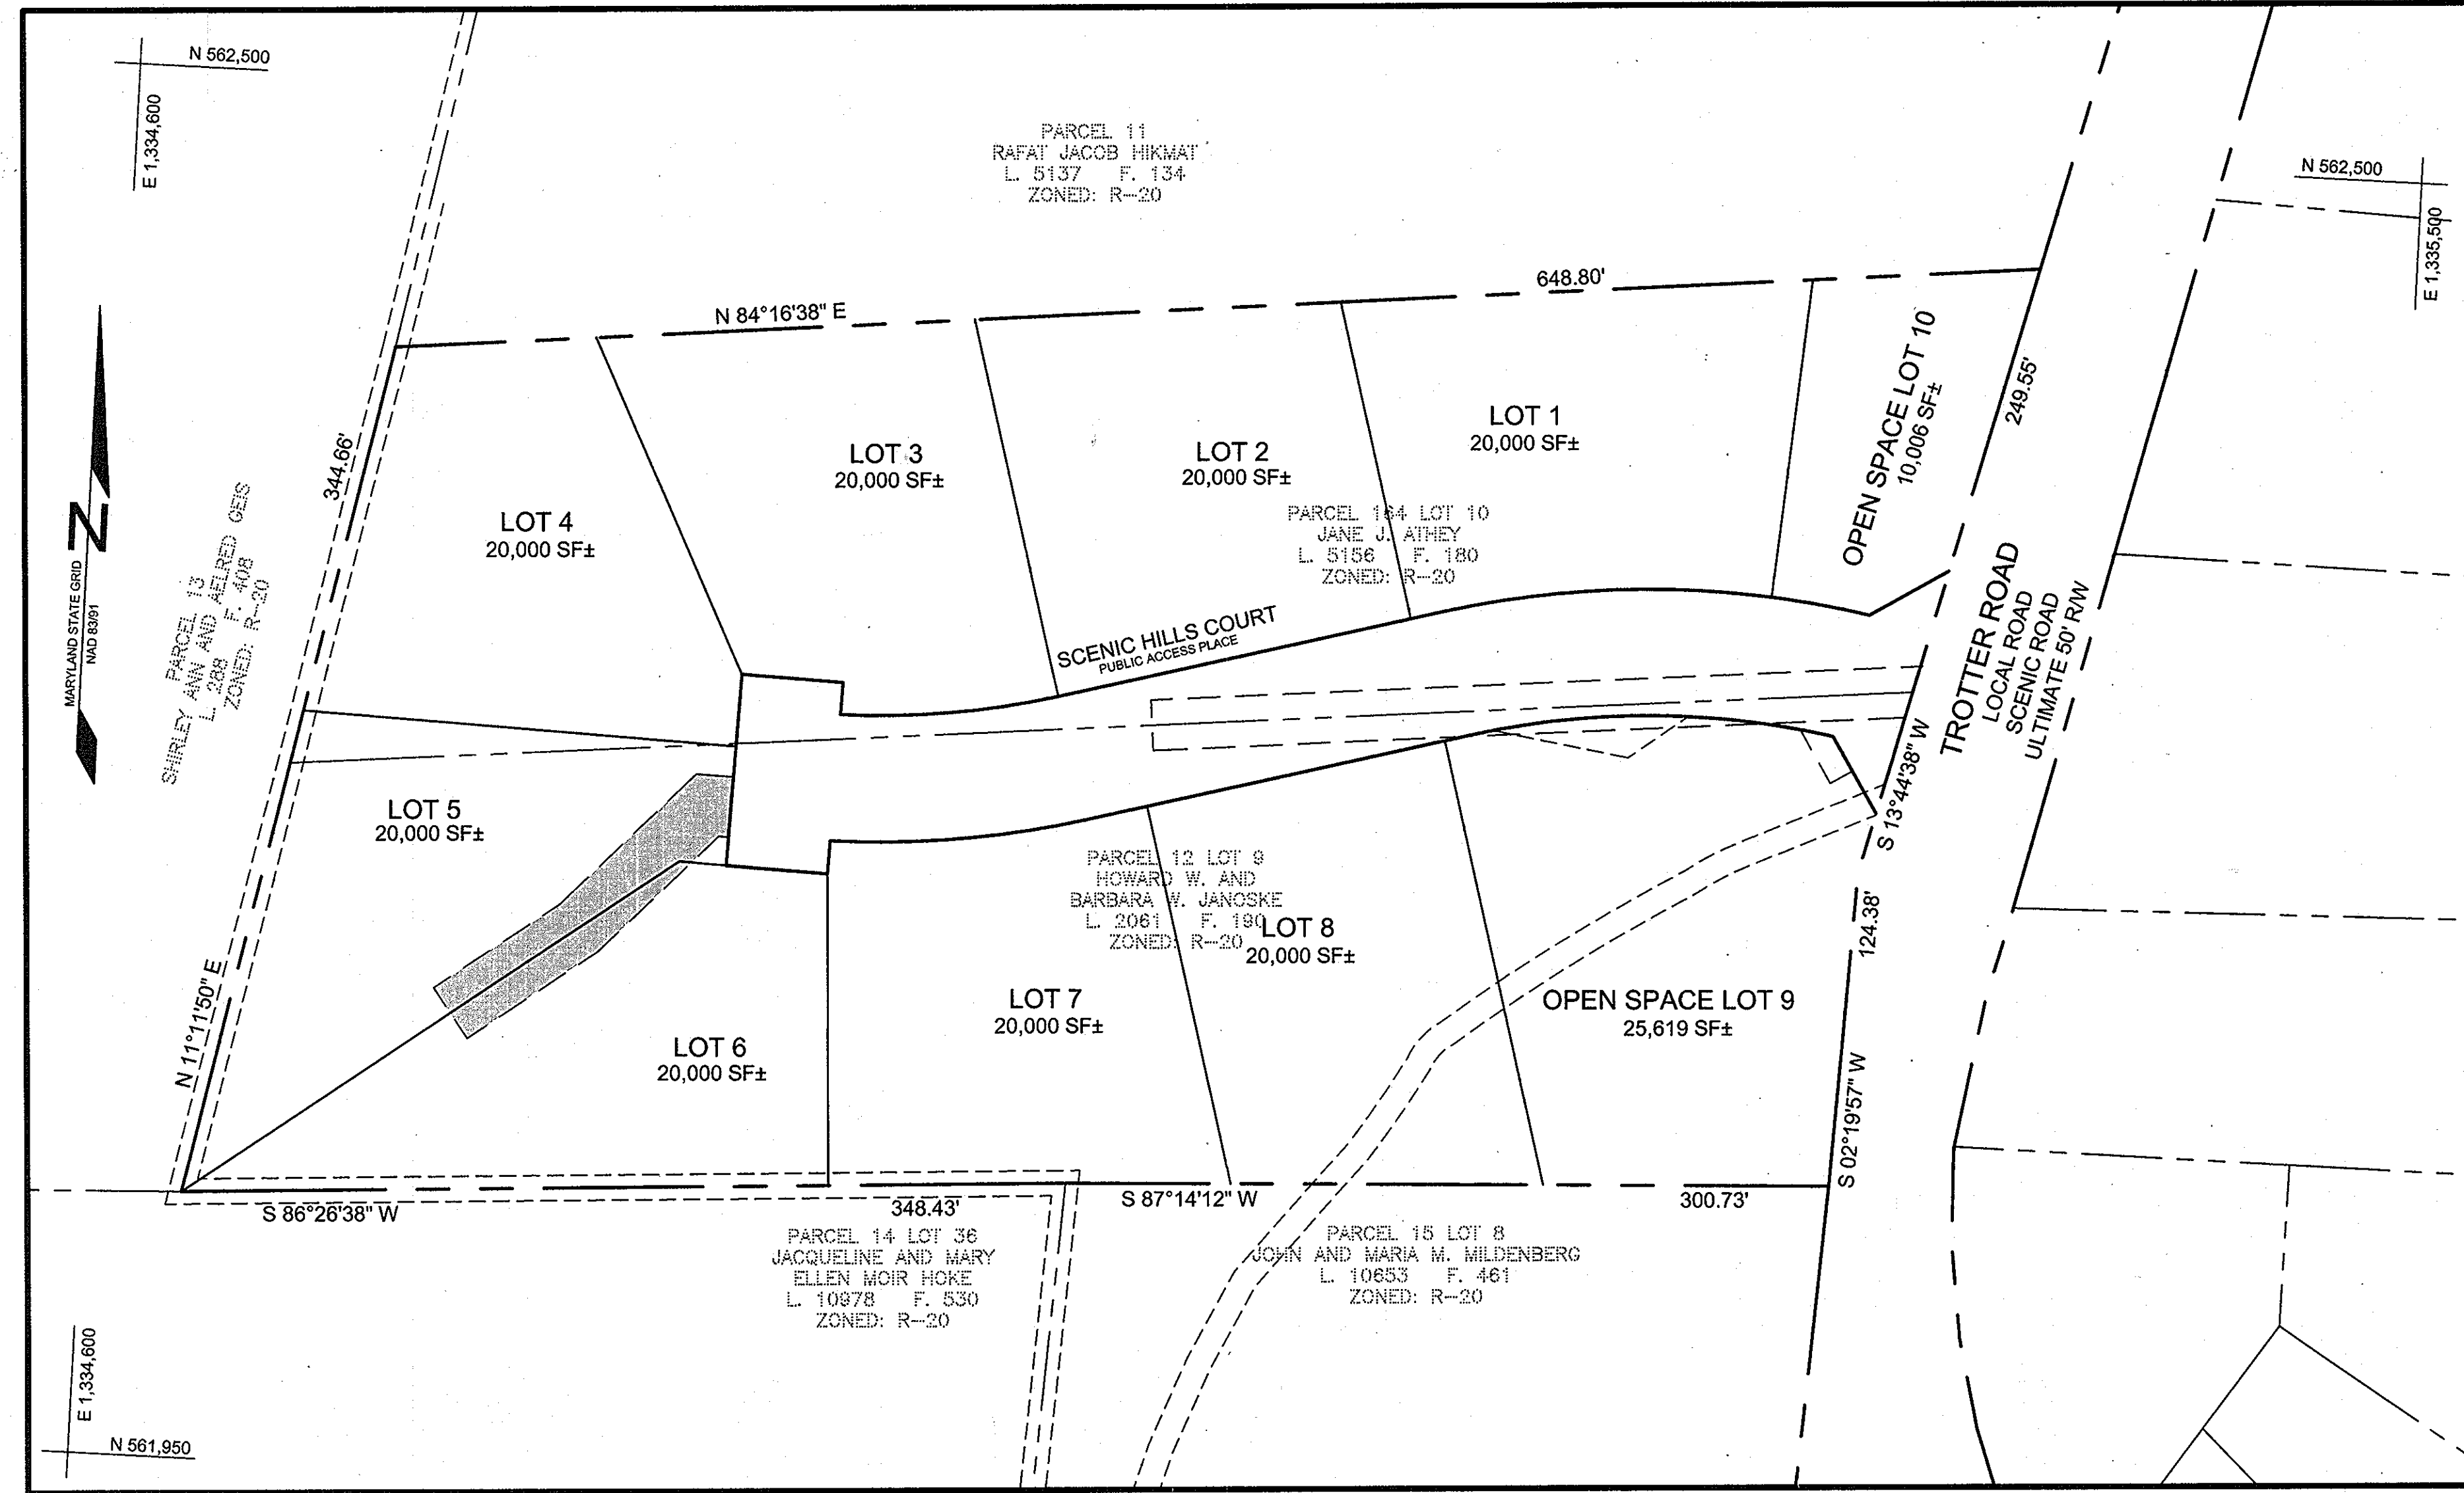 N 562,500
E 1,334,600
PARCEL 11
RAFAT JACOB HIKMAT
L. 5137 F. 134
ZONED: R-20
N 562,500
E 1,335,500
648.80'
N 84°16'38" E
OPEN SPACE LOT 10
10,006 SF±
249.55'
LOT 1
20,000 SF±
LOT 2
20,000 SF±
LOT 3
20,000 SF±
LOT 4
20,000 SF±
344.66'
MARYLAND STATE GRID
NAD 83/91
N
PARCEL 13
SHIRLEY ANN AND AELRED GEIS
L. 288 F. 408
ZONED: R-20
PARCEL 164 LOT 10
JANE J. ATHEY
L. 5156 F. 180
ZONED: R-20
SCENIC HILLS COURT
PUBLIC ACCESS PLACE
TROTTER ROAD
LOCAL ROAD
SCENIC ROAD
ULTIMATE 50' R/W
S 13°44'38" W
LOT 5
20,000 SF±
PARCEL 12 LOT 9
HOWARD W. AND
BARBARA W. JANOSKE
L. 2061 F. 190
ZONED: R-20
LOT 8
20,000 SF±
124.38'
LOT 7
20,000 SF±
OPEN SPACE LOT 9
25,619 SF±
LOT 6
20,000 SF±
N 11°11'50" E
S 02°19'57" W
S 86°26'38" W
348.43'
S 87°14'12" W
300.73'
PARCEL 14 LOT 36
JACQUELINE AND MARY
ELLEN MOIR HOKE
L. 10978 F. 530
ZONED: R-20
PARCEL 15 LOT 8
JOHN AND MARIA M. MILDENBERG
L. 10653 F. 461
ZONED: R-20
E 1,334,600
N 561,950